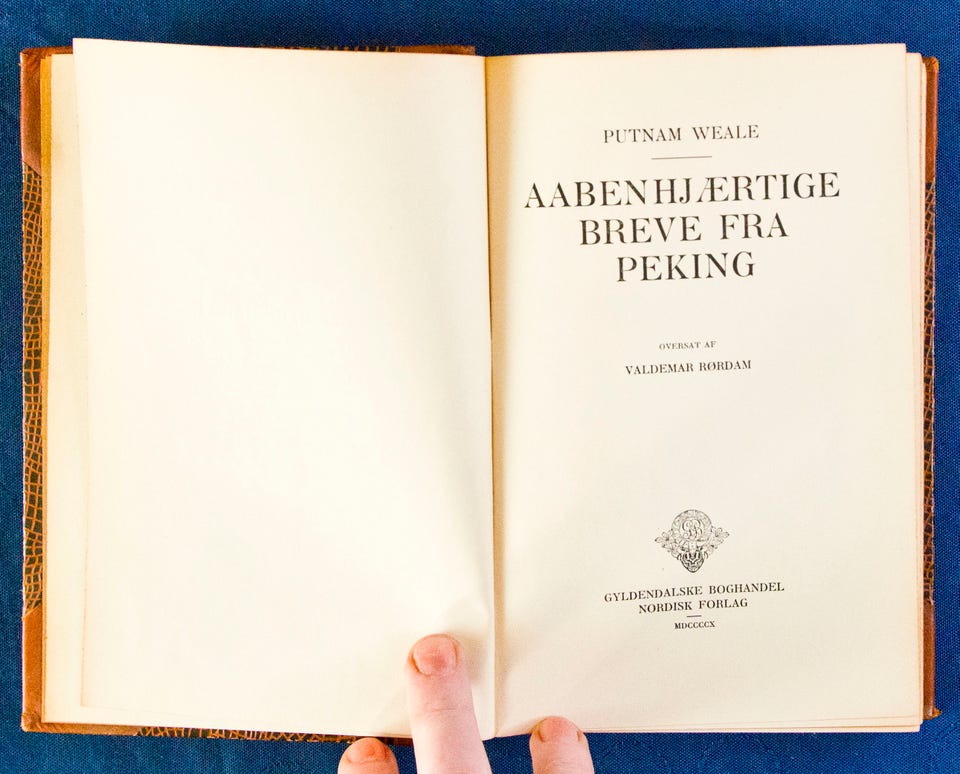 PUTNAM WEALE
AABENHJÆRTIGE
BREVE FRA
PEKING
OVERSAT AF
VALDEMAR RØRDAM
GYLDENDALSKE BOGHANDEL
NORDISK FORLAG
MDCCCCX